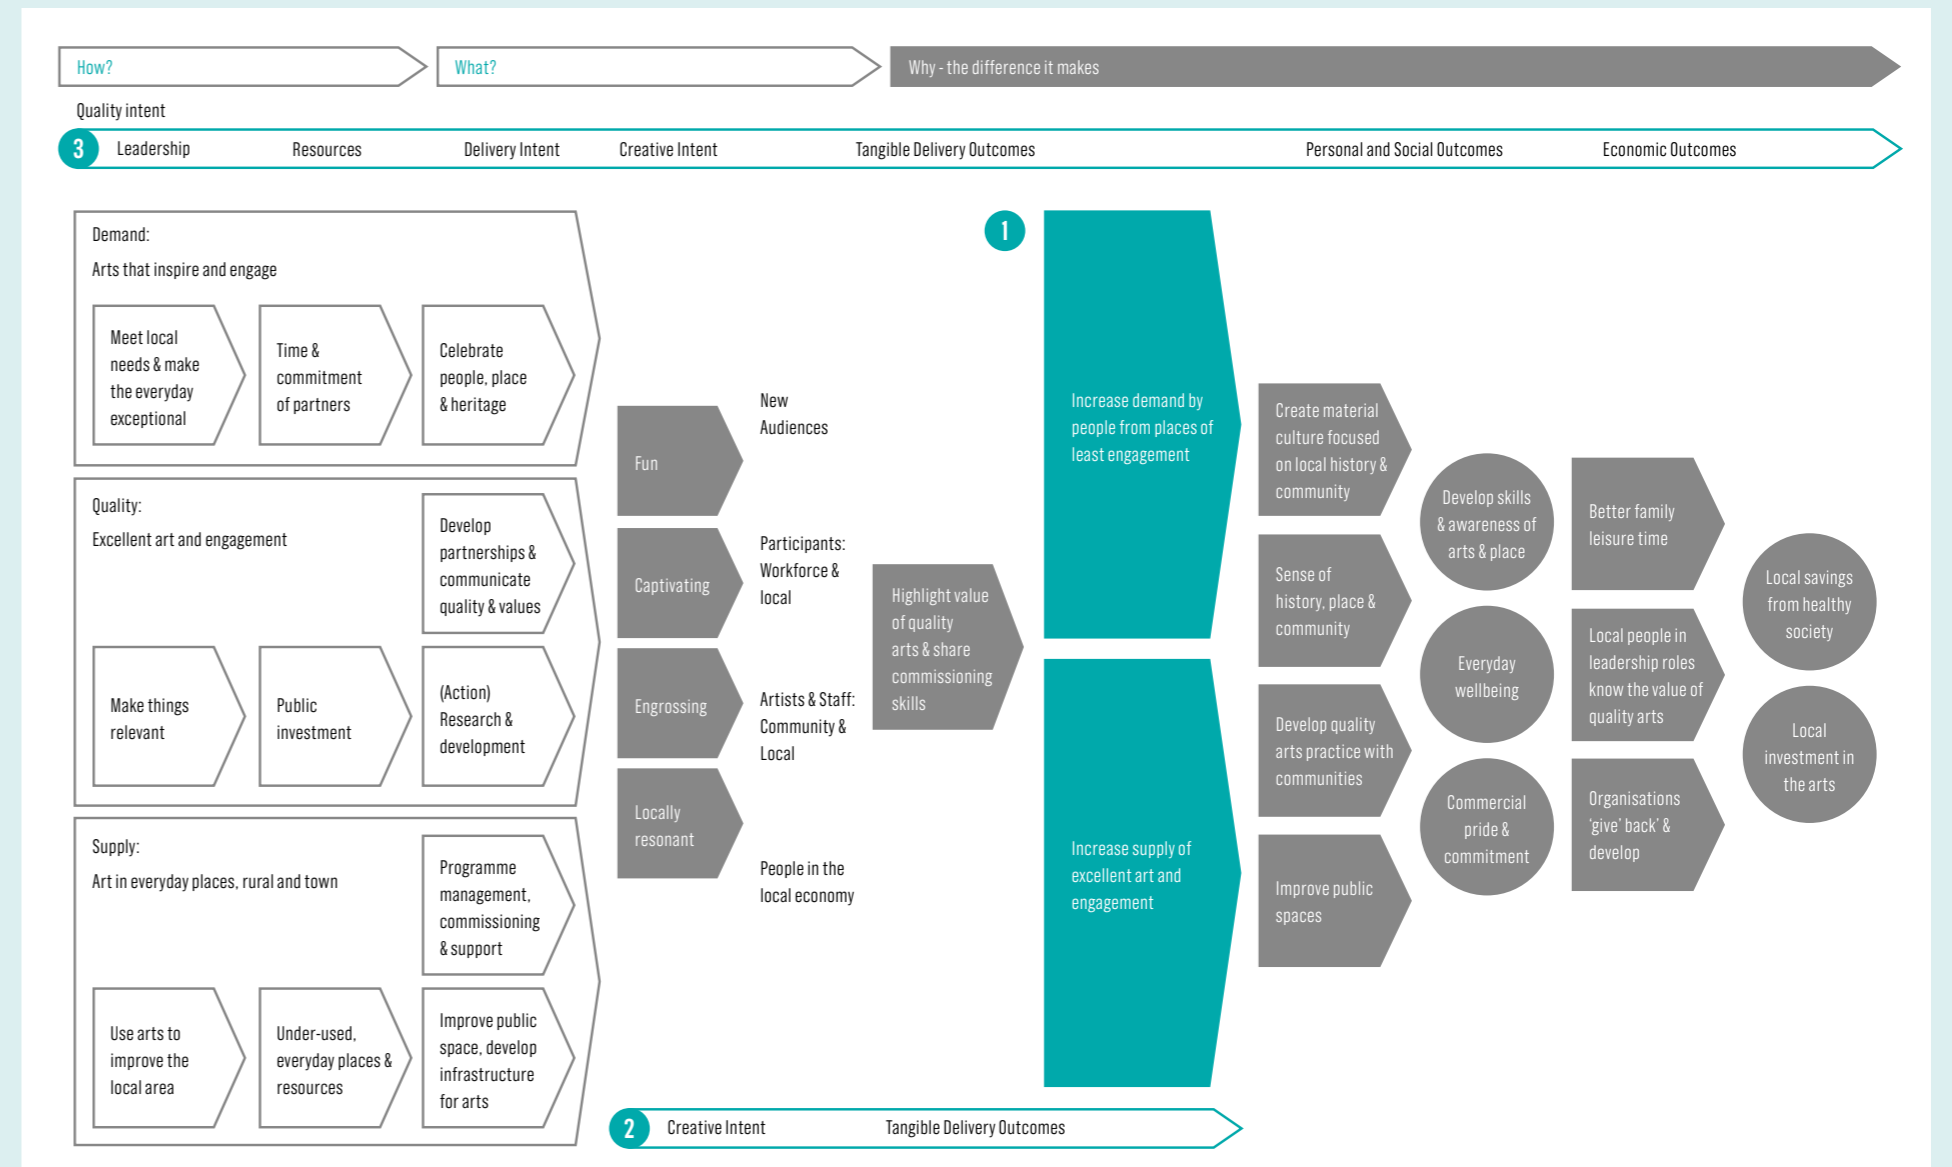 How?
What?
Why - the difference it makes
Quality intent
3
Leadership
Resources
Delivery Intent
Creative Intent
Tangible Delivery Outcomes
Personal and Social Outcomes
Economic Outcomes
Demand:
Arts that inspire and engage
Meet local
needs & make
the everyday
exceptional
Time &
commitment
of partners
Celebrate
people, place
& heritage
Quality:
Excellent art and engagement
Develop
partnerships &
communicate
quality & values
Make things
relevant
Public
investment
(Action)
Research &
development
Supply:
Art in everyday places, rural and town
Programme
management,
commissioning
& support
Use arts to
improve the
local area
Under-used,
everyday places &
resources
Improve public
space, develop
infrastructure
for arts
Fun
Captivating
Engrossing
Locally
resonant
New
Audiences
Participants:
Workforce &
local
Artists & Staff:
Community &
Local
People in the
local economy
Highlight value
of quality
arts & share
commissioning
skills
1
Increase demand by
people from places of
least engagement
Increase supply of
excellent art and
engagement
Create material
culture focused
on local history &
community
Sense of
history, place &
community
Develop quality
arts practice with
communities
Improve public
spaces
Develop skills
& awareness of
arts & place
Everyday
wellbeing
Commercial
pride &
commitment
Better family
leisure time
Local people in
leadership roles
know the value of
quality arts
Organisations
‘give’ back’ &
develop
Local savings
from healthy
society
Local
investment in
the arts
2
Creative Intent
Tangible Delivery Outcomes